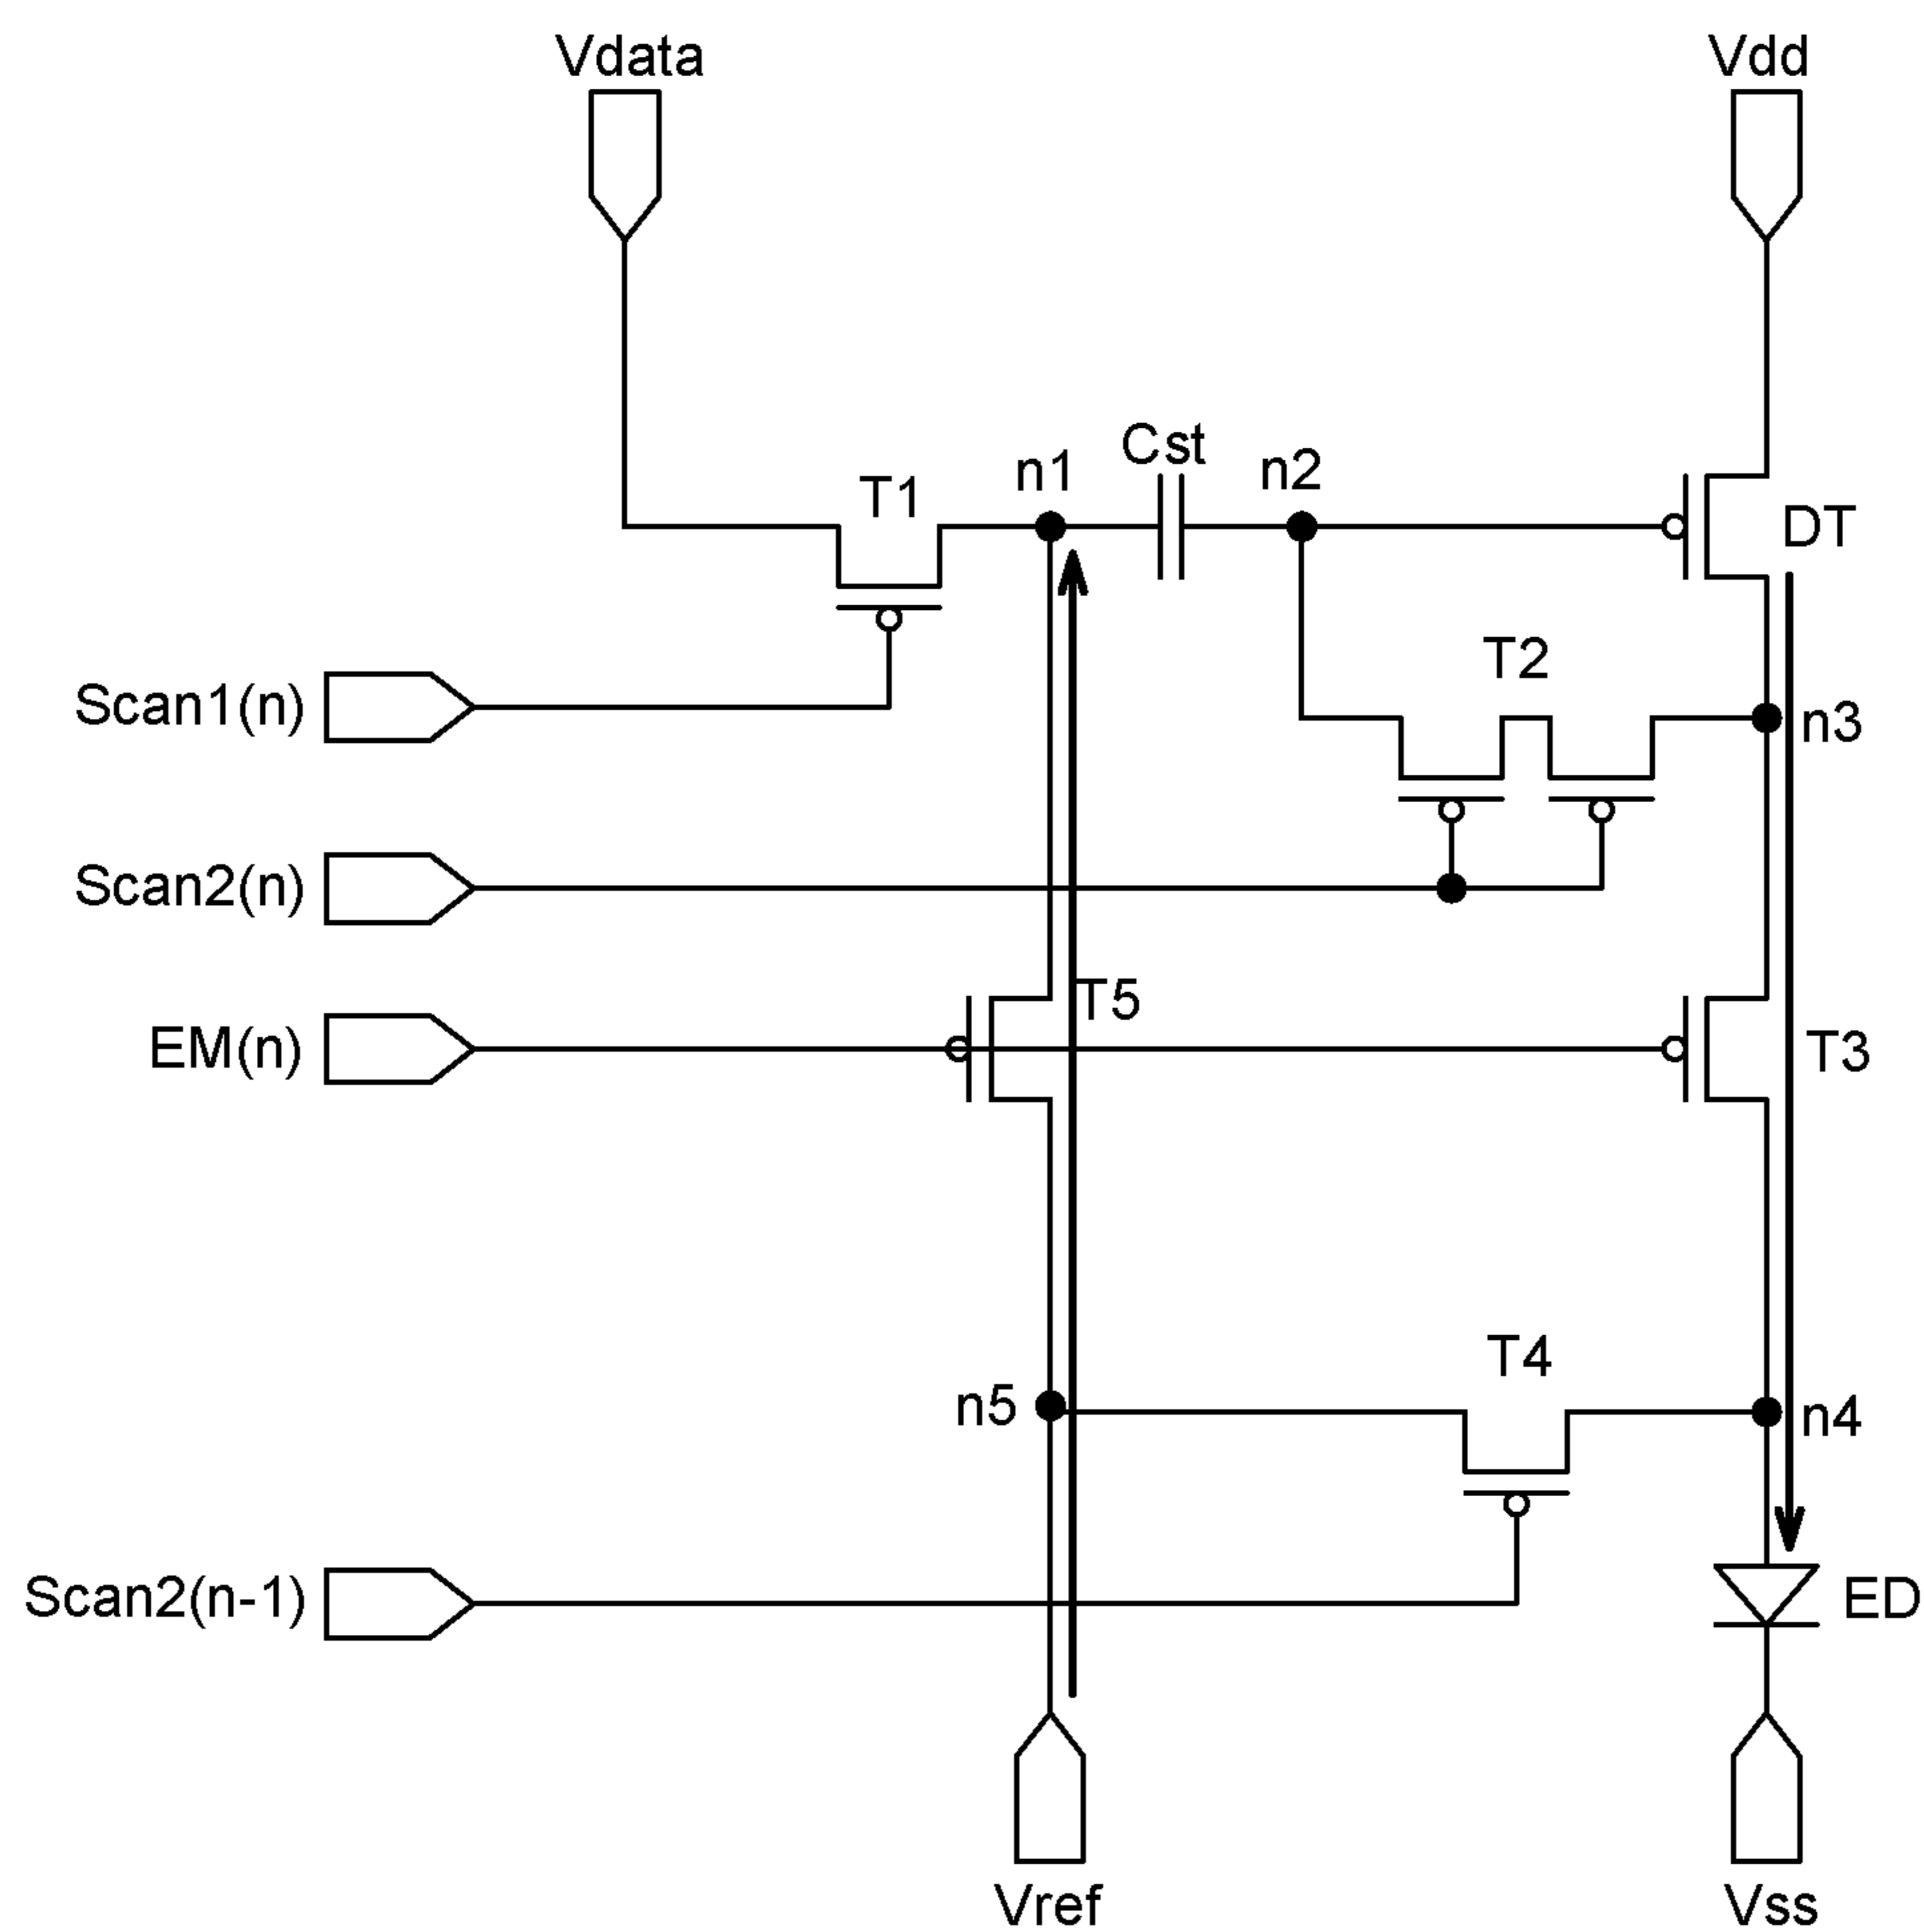 Vdata
Vdd
Cst
n1
n2
T1
DT
T2
Scan1(n)
n3
Scan2(n)
T5
EM(n)
T3
T4
n5
n4
Scan2(n-1)
ED
Vref
Vss